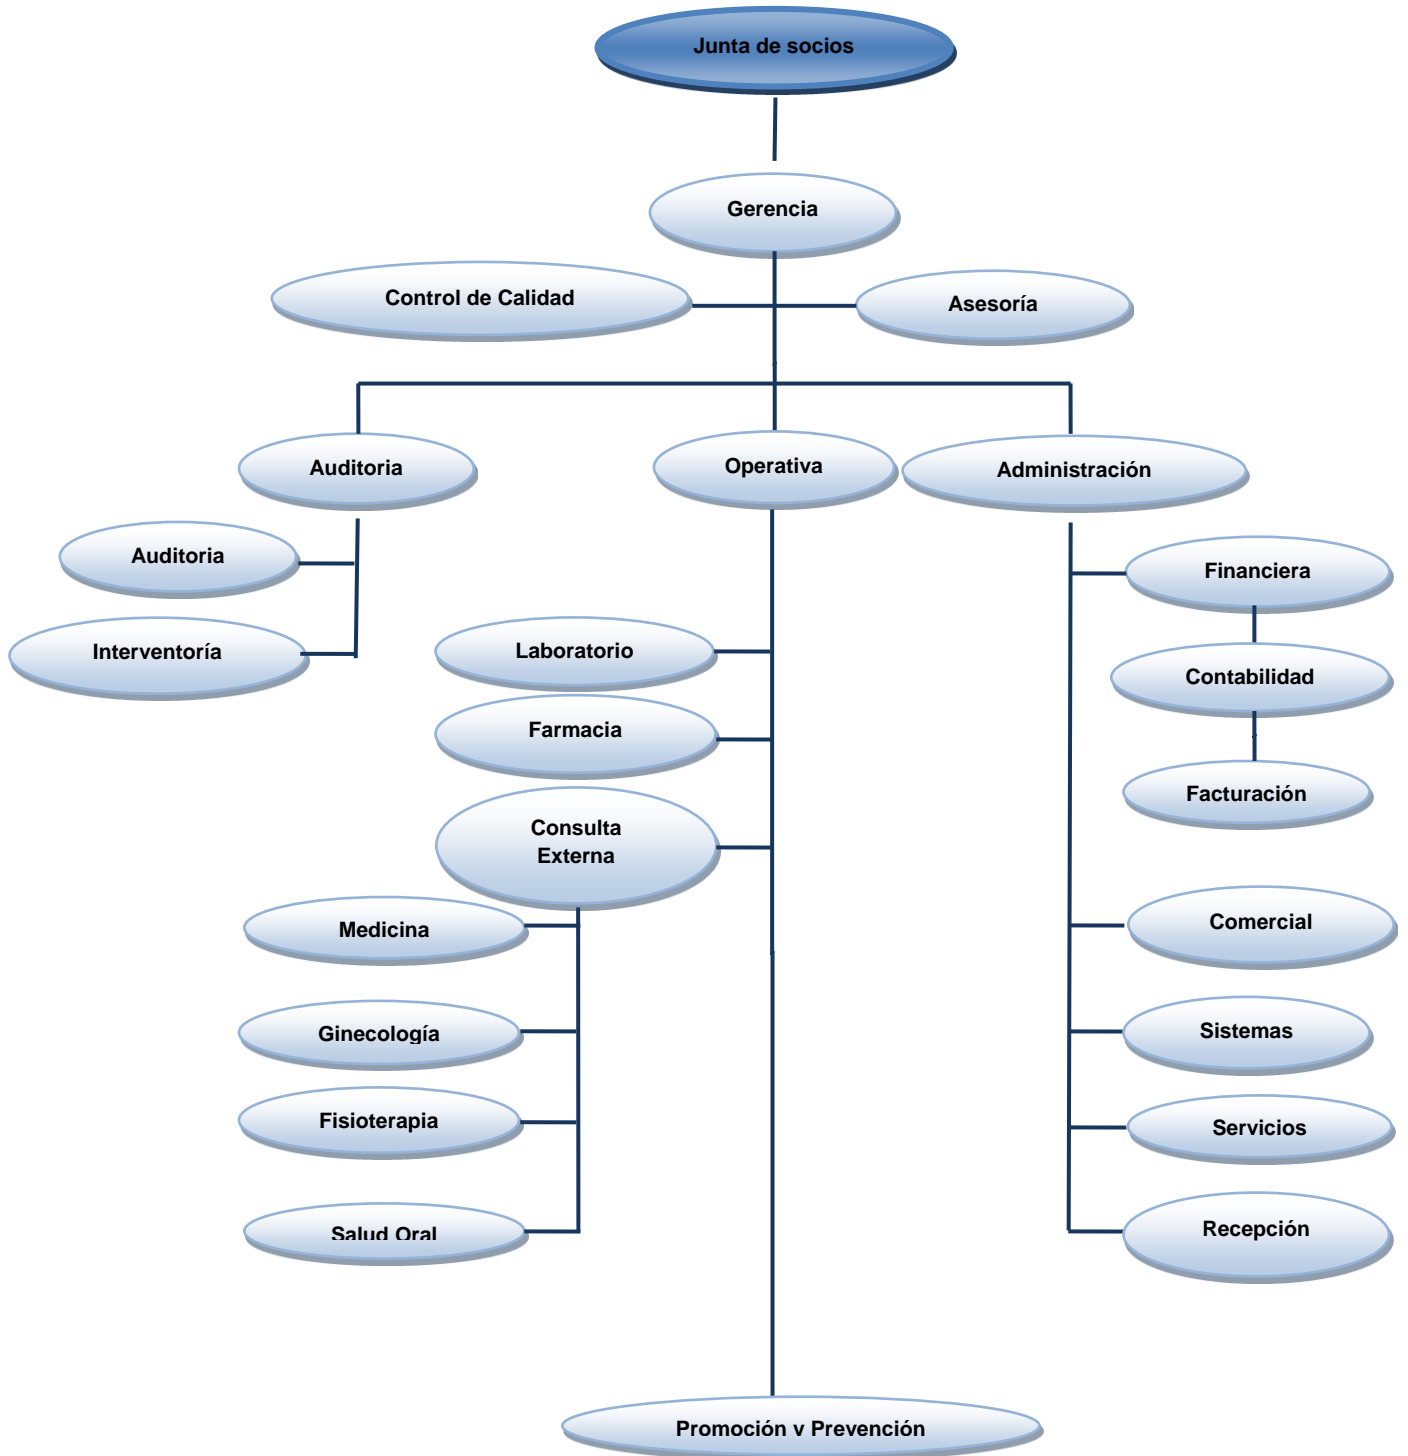 Junta de socios
Gerencia
Control de Calidad
Asesoría
Auditoria
Operativa
Administración
Auditoria
Interventoría
Laboratorio
Farmacia
Consulta
Externa
Medicina
Ginecología
Fisioterapia
Salud Oral
Financiera
Contabilidad
Facturación
Comercial
Sistemas
Servicios
Recepción
Promoción y Prevención